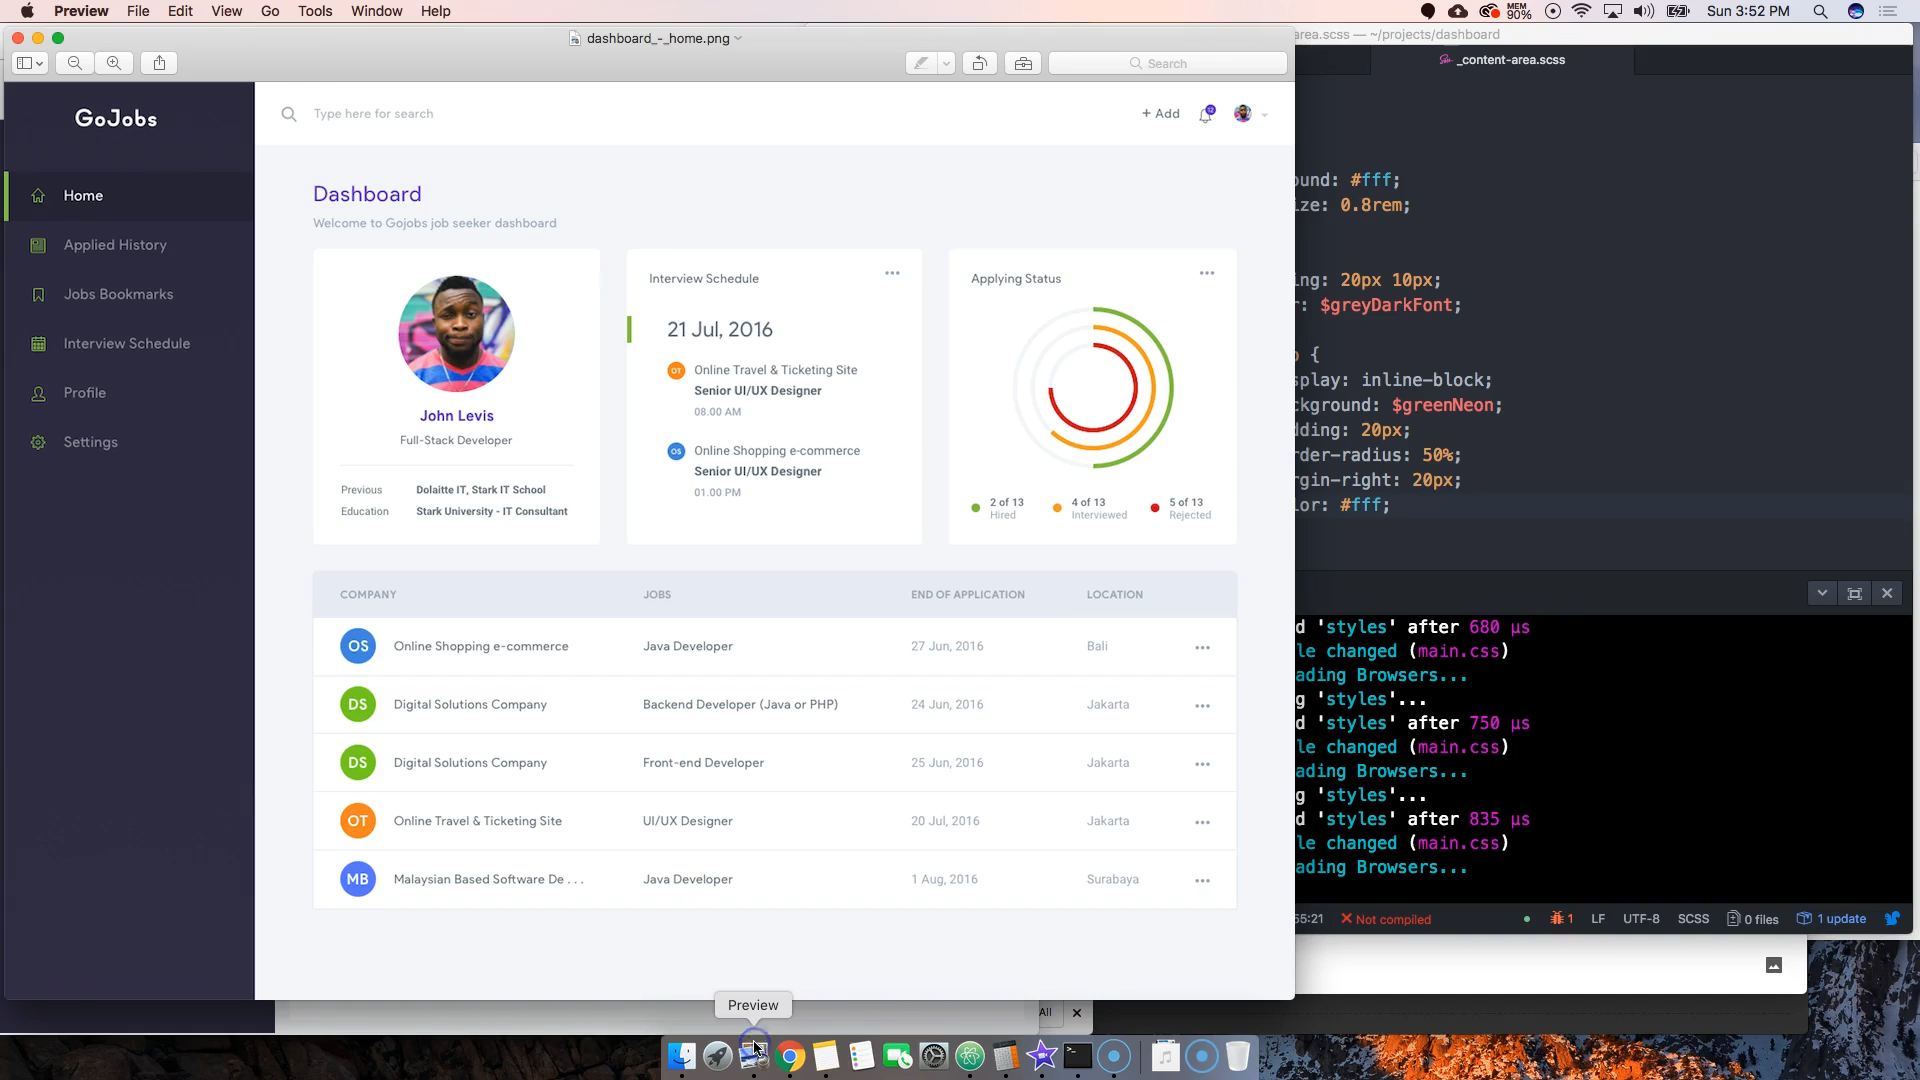 Preview File Edit View Go Tools Window Help
MEM 90% Sun 3:52 PM
dashboard_-_home.png
Search
area.scss — ~/projects/dashboard
_content-area.scss
GoJobs
Type here for search
+ Add
12
Home
Applied History
Jobs Bookmarks
Interview Schedule
Profile
Settings
Dashboard
Welcome to Gojobs job seeker dashboard
John Levis
Full-Stack Developer
Previous Dolaitte IT, Stark IT School
Education Stark University - IT Consultant
Interview Schedule
21 Jul, 2016
OT Online Travel & Ticketing Site
Senior UI/UX Designer
08.00 AM
OS Online Shopping e-commerce
Senior UI/UX Designer
01.00 PM
Applying Status
2 of 13 Hired
4 of 13 Interviewed
5 of 13 Rejected
COMPANY JOBS END OF APPLICATION LOCATION
OS Online Shopping e-commerce Java Developer 27 Jun, 2016 Bali
DS Digital Solutions Company Backend Developer (Java or PHP) 24 Jun, 2016 Jakarta
DS Digital Solutions Company Front-end Developer 25 Jun, 2016 Jakarta
OT Online Travel & Ticketing Site UI/UX Designer 20 Jul, 2016 Jakarta
MB Malaysian Based Software De . . . Java Developer 1 Aug, 2016 Surabaya
ound: #fff;
ize: 0.8rem;
ng: 20px 10px;
r: $greyDarkFont;
o {
splay: inline-block;
ckground: $greenNeon;
dding: 20px;
rder-radius: 50%;
rgin-right: 20px;
lor: #fff;
d 'styles' after 680 μs
le changed (main.css)
ading Browsers...
g 'styles'...
d 'styles' after 750 μs
le changed (main.css)
ading Browsers...
g 'styles'...
d 'styles' after 835 μs
le changed (main.css)
ading Browsers...
55:21 Not compiled 1 LF UTF-8 SCSS 0 files 1 update
Preview
All